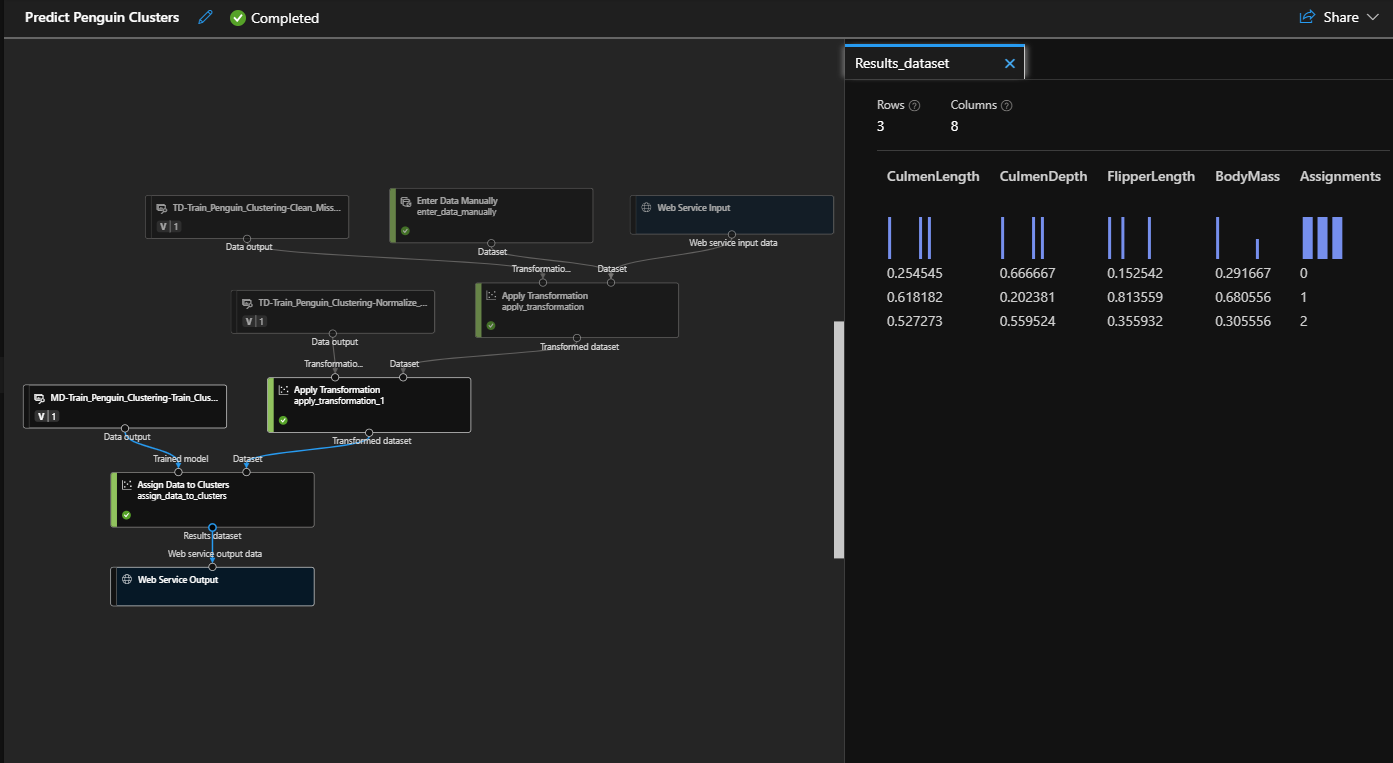 Predict Penguin Clusters
Completed
Share
Results_dataset
Rows
Columns
3
8
CulmenLength CulmenDepth FlipperLength BodyMass Assignments
0.254545 0.666667 0.152542 0.291667 0
0.618182 0.202381 0.813559 0.680556 1
0.527273 0.559524 0.355932 0.305556 2
TD-Train_Penguin_Clustering-Clean_Miss...
V 1
Data output
Enter Data Manually
enter_data_manually
Dataset
Web Service Input
Web service input data
Transformatio...
Dataset
Apply Transformation
apply_transformation
Transformed dataset
TD-Train_Penguin_Clustering-Normalize_...
V 1
Data output
Transformatio...
Dataset
Apply Transformation
apply_transformation_1
Transformed dataset
MD-Train_Penguin_Clustering-Train_Clus...
V 1
Data output
Trained model
Dataset
Assign Data to Clusters
assign_data_to_clusters
Results dataset
Web service output data
Web Service Output